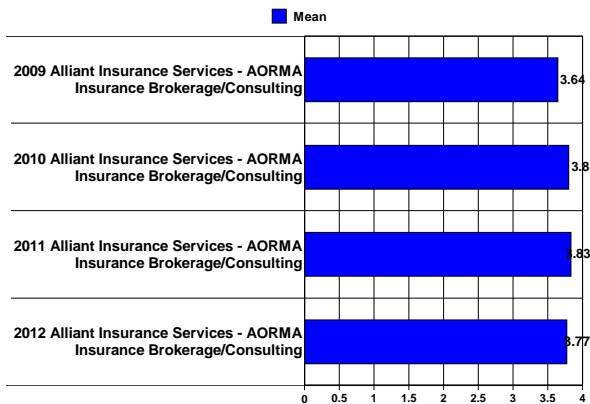 Mean
2009 Alliant Insurance Services - AORMA
Insurance Brokerage/Consulting
3.64
2010 Alliant Insurance Services - AORMA
Insurance Brokerage/Consulting
3.8
2011 Alliant Insurance Services - AORMA
Insurance Brokerage/Consulting
3.83
2012 Alliant Insurance Services - AORMA
Insurance Brokerage/Consulting
3.77
0 0.5 1 1.5 2 2.5 3 3.5 4